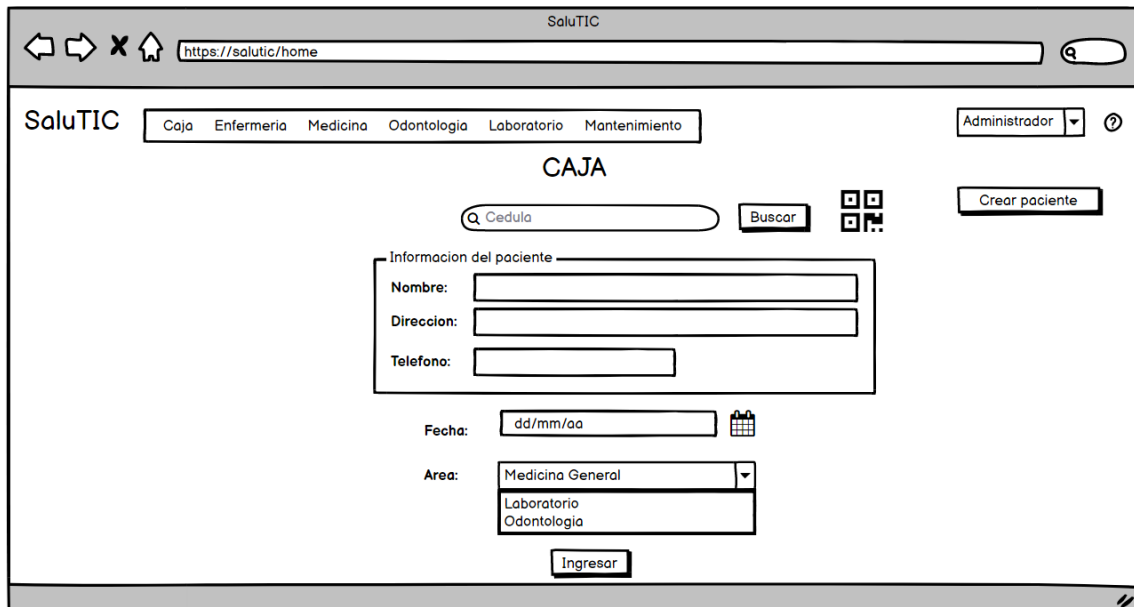 SaluTIC
https://salutic/home
SaluTIC
Caja Enfermeria Medicina Odontologia Laboratorio Mantenimiento
Administrador
?
CAJA
Cedula
Buscar
Crear paciente
Informacion del paciente
Nombre:
Direccion:
Telefono:
Fecha: dd/mm/aa
Area: Medicina General
Laboratorio
Odontologia
Ingresar